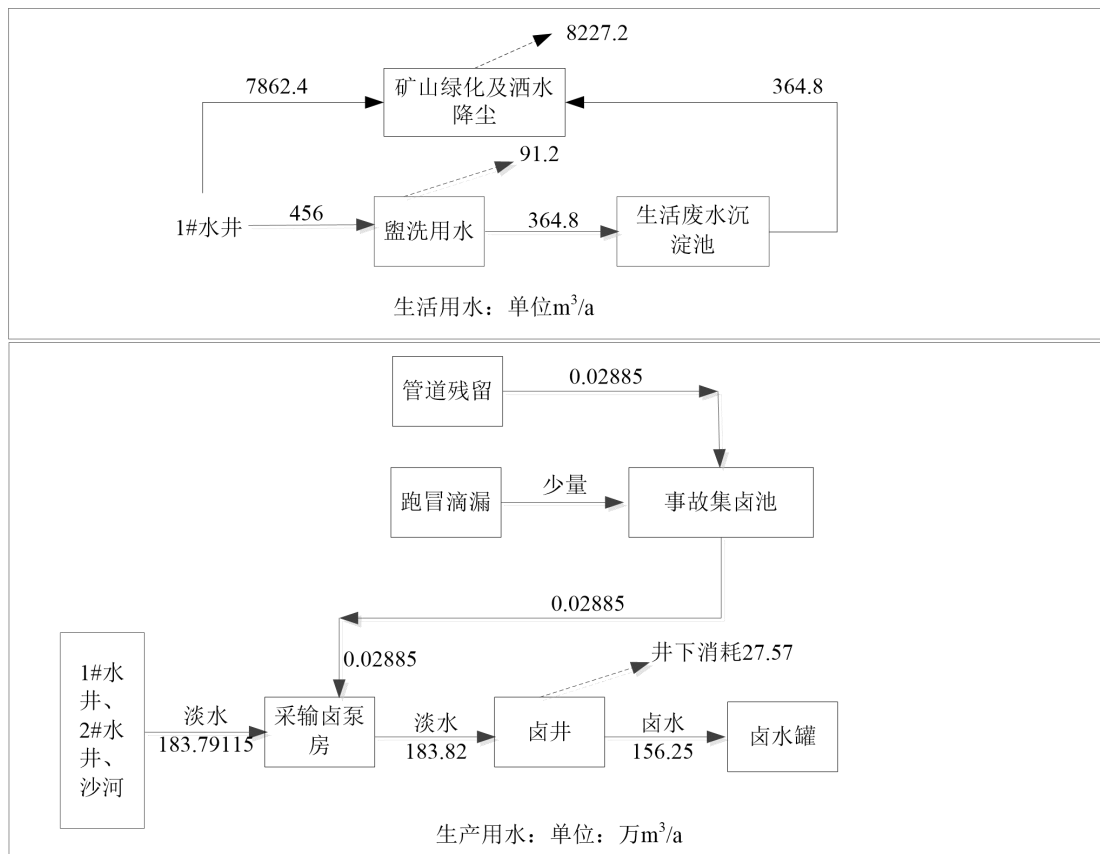 8227.2
7862.4
矿山绿化及洒水
降尘
364.8
91.2
1#水井
456
盥洗用水
364.8
生活废水沉
淀池
生活用水：单位m³/a
管道残留
0.02885
跑冒滴漏
少量
事故集卤池
0.02885
0.02885
井下消耗27.57
1#水
井、
2#水
井、
沙河
淡水
183.79115
采输卤泵
房
淡水
183.82
卤井
卤水
156.25
卤水罐
生产用水：单位：万m³/a